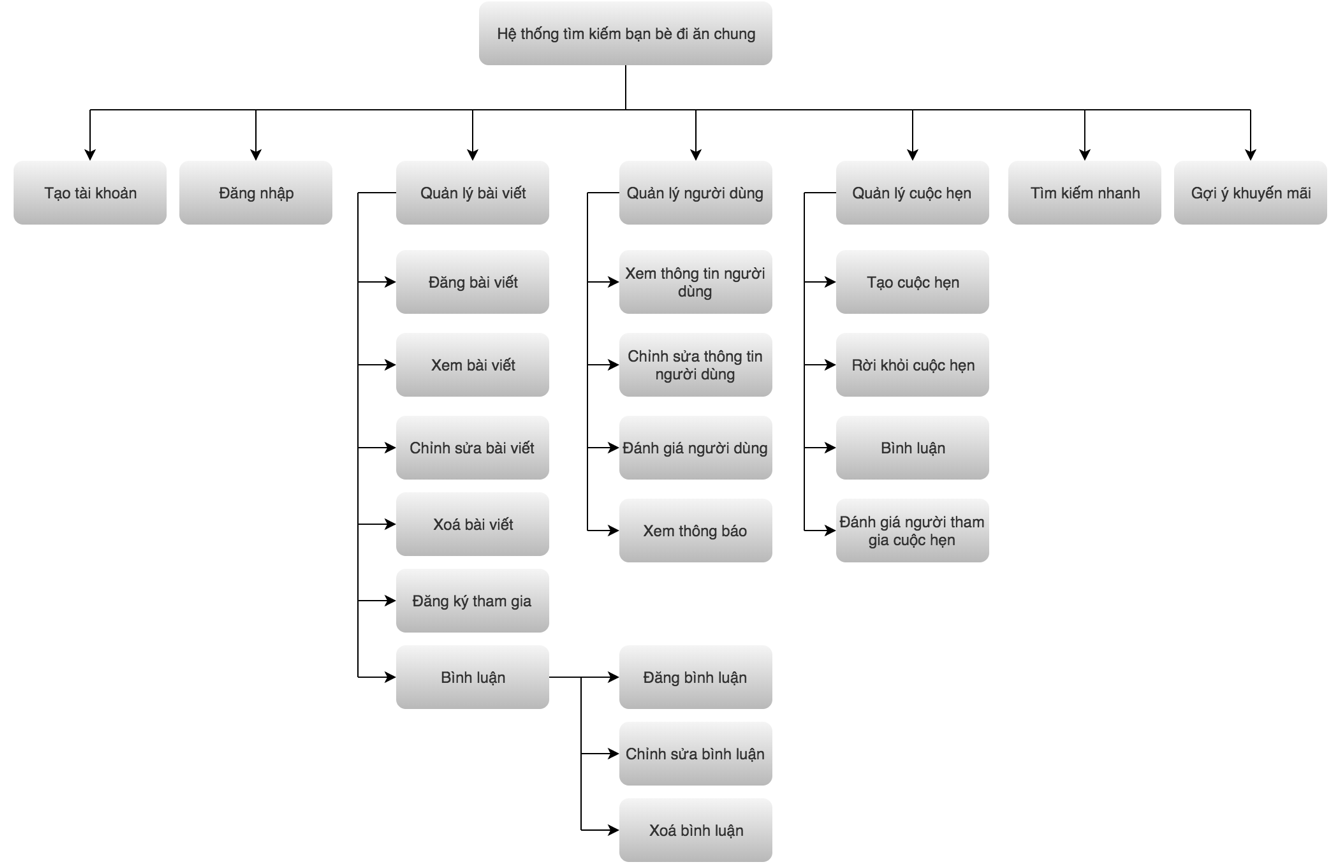 Hệ thống tìm kiếm bạn bè đi ăn chung
Tạo tài khoản
Đăng nhập
Quản lý bài viết
Quản lý người dùng
Quản lý cuộc hẹn
Tìm kiếm nhanh
Gợi ý khuyến mãi
Đăng bài viết
Xem bài viết
Chỉnh sửa bài viết
Xoá bài viết
Đăng ký tham gia
Bình luận
Đăng bình luận
Chỉnh sửa bình luận
Xoá bình luận
Xem thông tin người
dùng
Chỉnh sửa thông tin
người dùng
Đánh giá người dùng
Xem thông báo
Tạo cuộc hẹn
Rời khỏi cuộc hẹn
Bình luận
Đánh giá người tham
gia cuộc hẹn